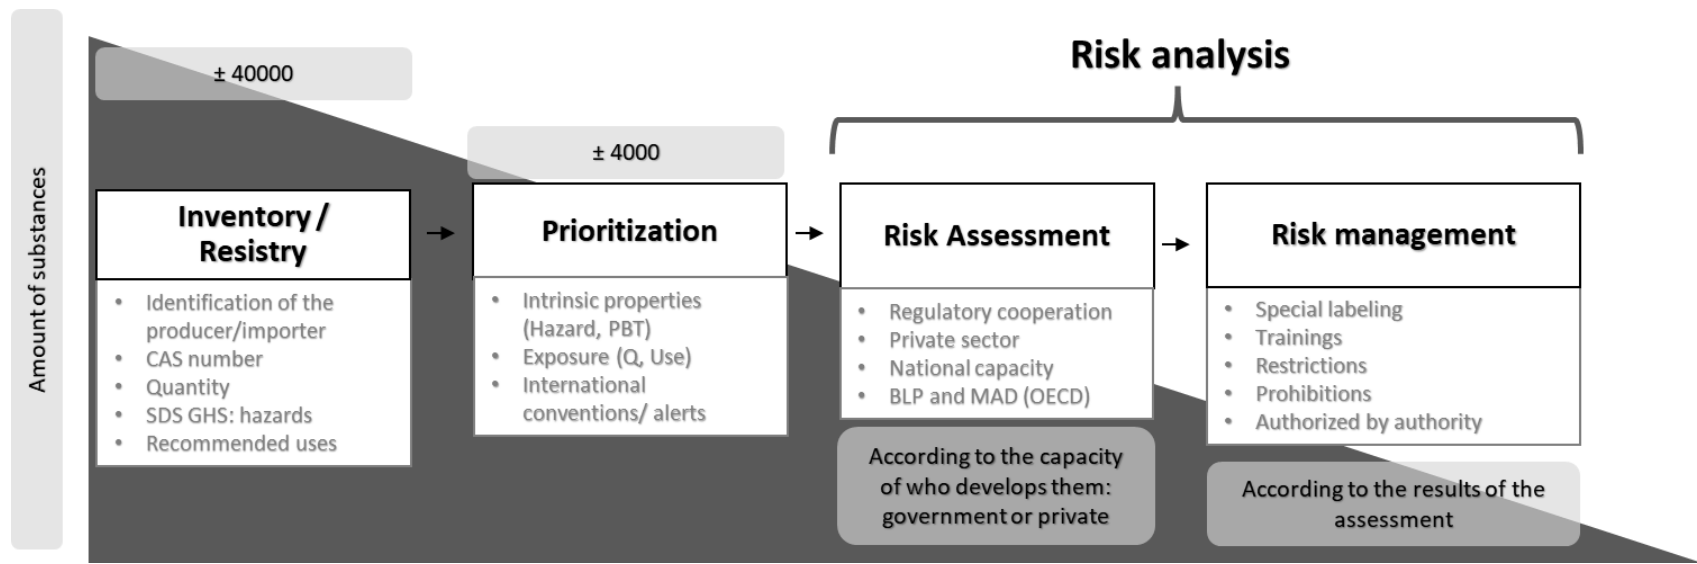 Amount of substances
± 40000
Inventory /
Registry
• Identification of the
producer/importer
• CAS number
• Quantity
• SDS GHS: hazards
• Recommended uses
± 4000
Prioritization
• Intrinsic properties
(Hazard, PBT)
• Exposure (Q, Use)
• International
conventions/ alerts
Risk analysis
Risk Assessment
• Regulatory cooperation
• Private sector
• National capacity
• BLP and MAD (OECD)
According to the capacity
of who develops them:
government or private
Risk management
• Special labeling
• Trainings
• Restrictions
• Prohibitions
• Authorized by authority
According to the results of the
assessment